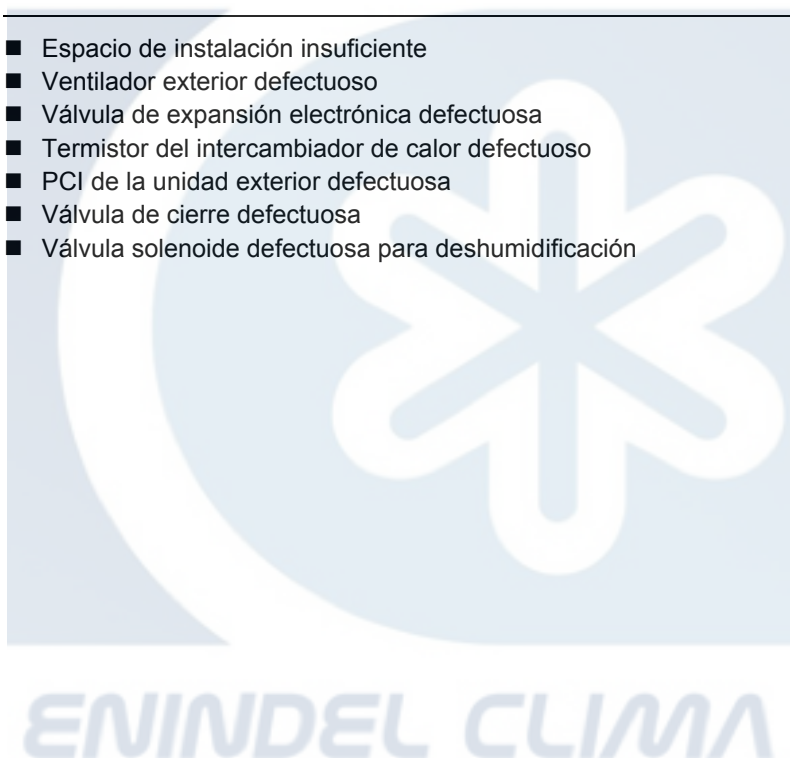 ■ Espacio de instalación insuficiente
■ Ventilador exterior defectuoso
■ Válvula de expansión electrónica defectuosa
■ Termistor del intercambiador de calor defectuoso
■ PCI de la unidad exterior defectuosa
■ Válvula de cierre defectuosa
■ Válvula solenoide defectuosa para deshumidificación
ENINDEL CLIMA